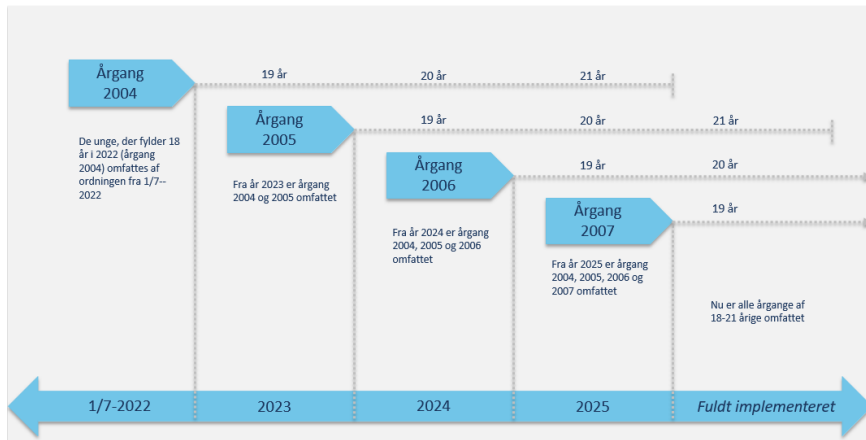 Årgang
2004
19 år
20 år
21 år
De unge, der fylder 18
år i 2022 (årgang
2004) omfattes af
ordningen fra 1/7--
2022
Årgang
2005
19 år
20 år
21 år
Fra år 2023 er årgang
2004 og 2005 omfattet
Årgang
2006
19 år
20 år
Fra år 2024 er årgang
2004, 2005 og 2006
omfattet
Årgang
2007
19 år
Fra år 2025 er årgang
2004, 2005, 2006 og
2007 omfattet
Nu er alle årgange af
18-21 årige omfattet
1/7-2022
2023
2024
2025
Fuldt implementeret